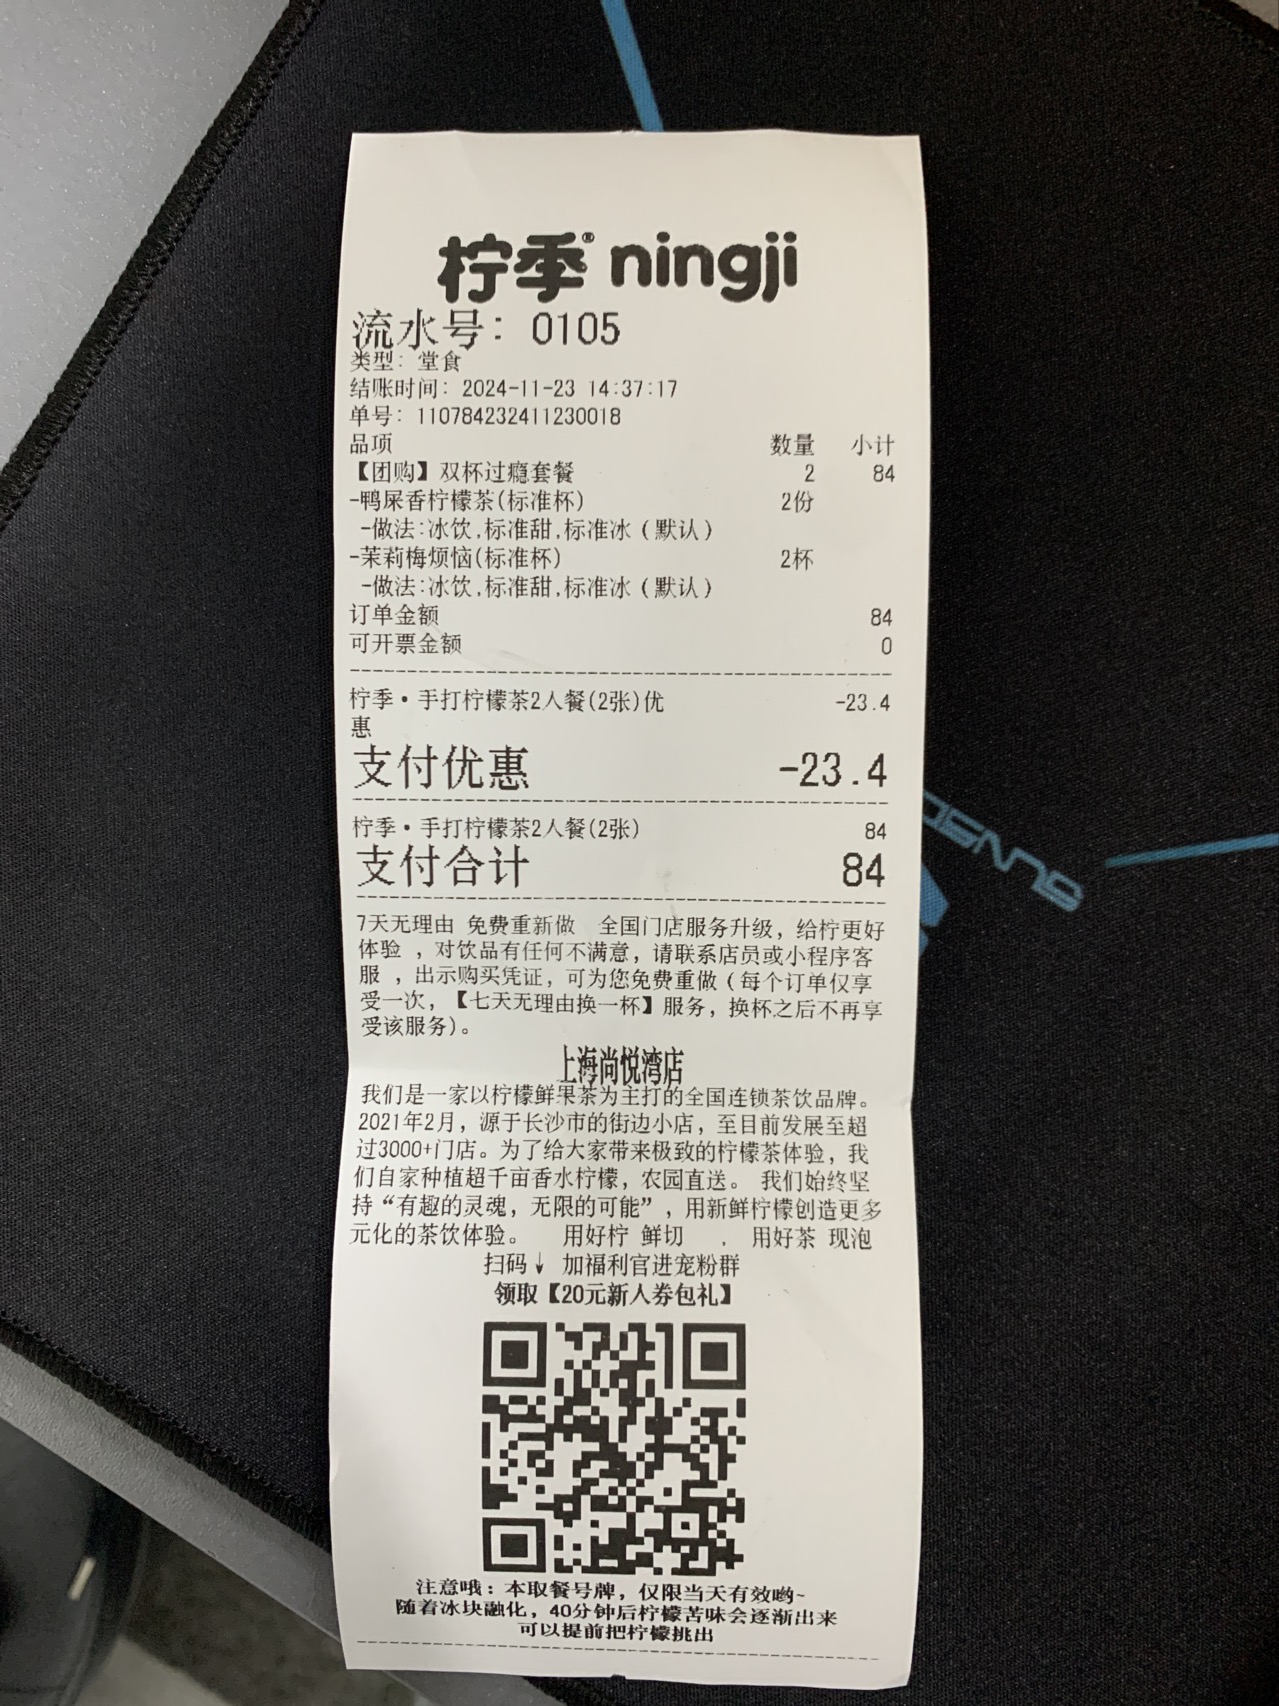 柠季® ningji
流水号: 0105
类型: 堂食
结账时间: 2024-11-23 14:37:17
单号: 110784232411230018
品项 数量 小计
【团购】双杯过瘾套餐 2 84
-鸭屎香柠檬茶(标准杯) 2份
-做法:冰饮,标准甜,标准冰（默认）
-茉莉梅烦恼(标准杯) 2杯
-做法:冰饮,标准甜,标准冰（默认）
订单金额 84
可开票金额 0
柠季•手打柠檬茶2人餐(2张)优 -23.4
惠
支付优惠 -23.4
柠季•手打柠檬茶2人餐(2张) 84
支付合计 84
7天无理由 免费重新做 全国门店服务升级，给柠更好
体验 ，对饮品有任何不满意，请联系店员或小程序客
服 ，出示购买凭证，可为您免费重做（每个订单仅享
受一次，【七天无理由换一杯】服务，换杯之后不再享
受该服务）。
上海尚悦湾店
我们是一家以柠檬鲜果茶为主打的全国连锁茶饮品牌。
2021年2月，源于长沙市的街边小店，至目前发展至超
过3000+门店。为了给大家带来极致的柠檬茶体验，我
们自家种植超千亩香水柠檬，农园直送。 我们始终坚
持“有趣的灵魂，无限的可能”，用新鲜柠檬创造更多
元化的茶饮体验。 用好柠 鲜切 . 用好茶 现泡
扫码↓ 加福利官进宠粉群
领取【20元新人券包礼】
注意哦：本取餐号牌，仅限当天有效哟~
随着冰块融化，40分钟后柠檬苦味会逐渐出来
可以提前把柠檬挑出